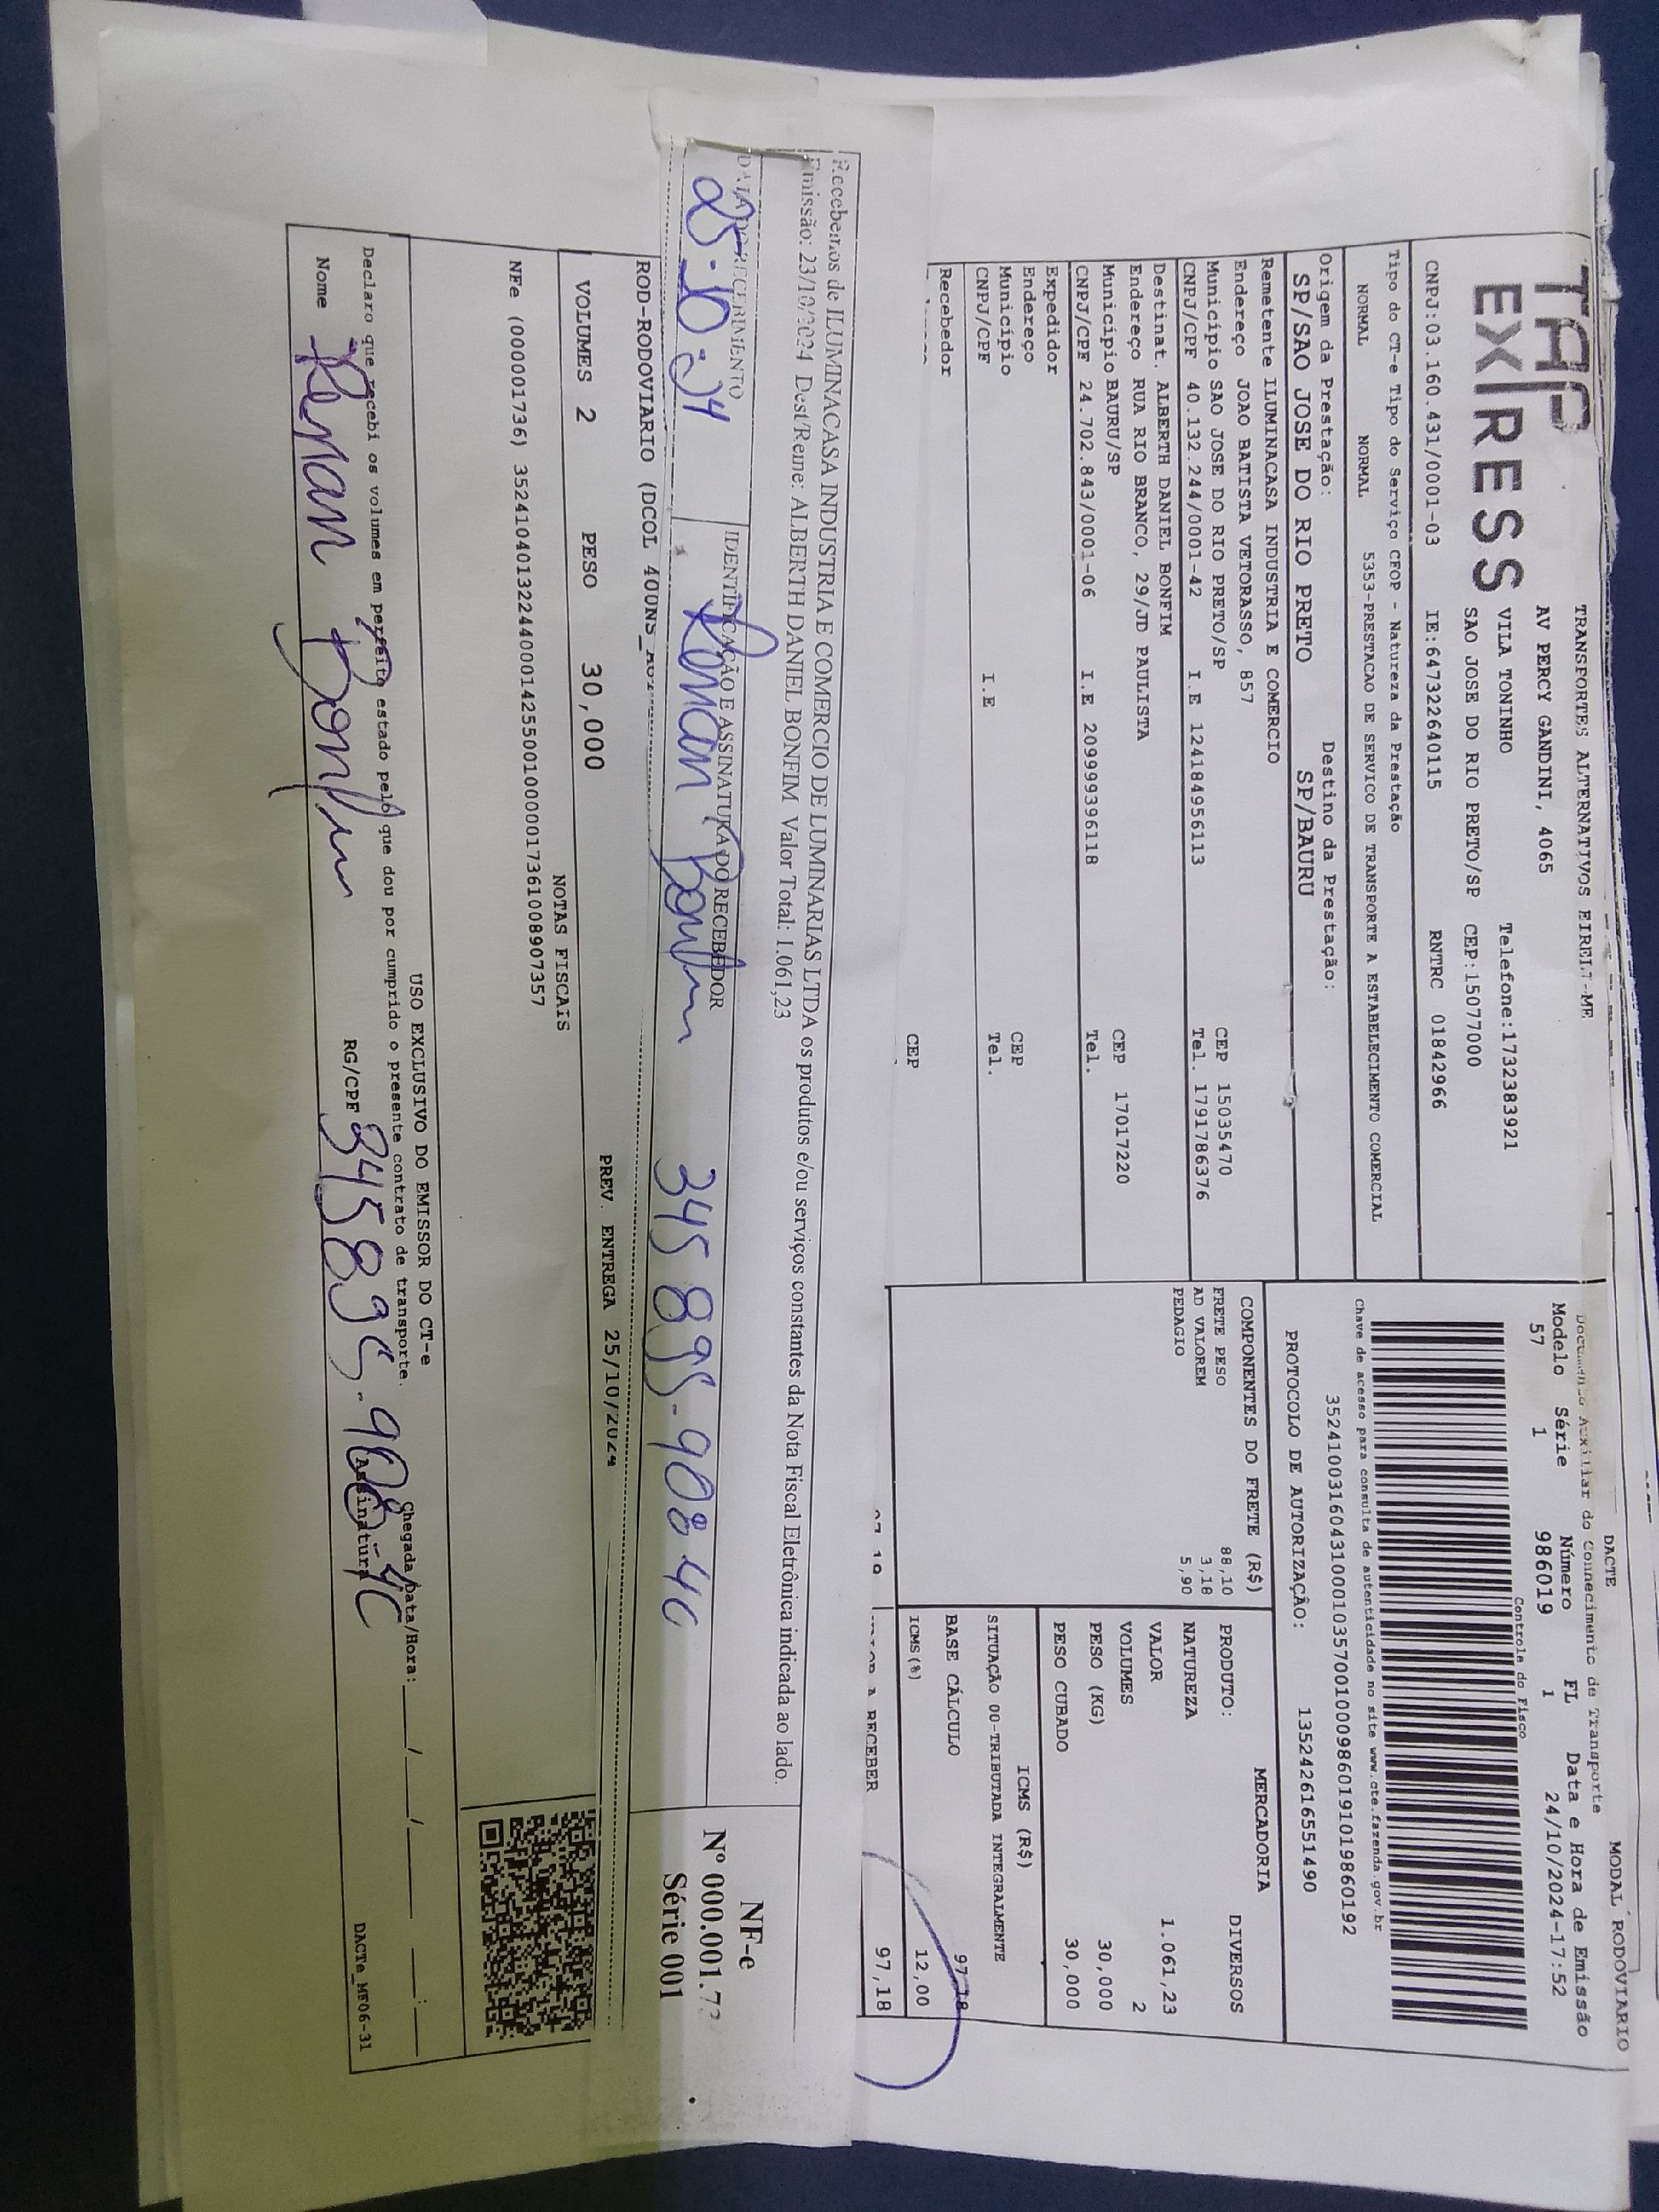 TAP
EXPRESS
TRANSPORTES ALTERNATIVOS EIRELI-ME
AV PERCY GANDINI, 4065
VILA TONINHO Telefone:1732383921
SAO JOSE DO RIO PRETO/SP CEP:15077000
CNPJ:03.160.431/0001-03 IE:647322640115 RNTRC 01842966
Tipo do CT-e Tipo do Serviço CFOP - Natureza da Prestação
NORMAL NORMAL 5353-PRESTACAO DE SERVICO DE TRANSPORTE A ESTABELECIMENTO COMERCIAL
Origem da Prestação: Destino da Prestação:
SP/SAO JOSE DO RIO PRETO SP/BAURU
Remetente ILUMINACASA INDUSTRIA E COMERCIO
Endereço JOAO BATISTA VETORASSO, 857 CEP 15035470
Município SAO JOSE DO RIO PRETO/SP Tel. 1791786376
CNPJ/CPF 40.132.244/0001-42 I.E 124184956113
Destinat. ALBERTH DANIEL BONFIM
Endereço RUA RIO BRANCO, 29/JD PAULISTA CEP 17017220
Município BAURU/SP Tel.
CNPJ/CPF 24.702.843/0001-06 I.E 209999396118
Expedidor
Endereço CEP
Município Tel.
CNPJ/CPF I.E
Recebedor
CEP
DACTE MODAL RODOVIARIO
Documento Auxiliar do Conhecimento de Transporte
Modelo Série Número FL Data e Hora de Emissão
57 1 986019 1 24/10/2024-17:52
Controle do Fisco
Chave de acesso para consulta de autenticidade no site www.cte.fazenda.gov.br
35241003160431000103570010009860191019860192
PROTOCOLO DE AUTORIZAÇÃO: 135242616551490
COMPONENTES DO FRETE (R$)
FRETE PESO 88,10
AD VALOREM 3,18
PEDAGIO 5,90
MERCADORIA
PRODUTO: DIVERSOS
NATUREZA
VALOR 1.061,23
VOLUMES 2
PESO (KG) 30,000
PESO CUBADO 30,000
ICMS (R$)
SITUAÇÃO 00-TRIBUTADA INTEGRALMENTE
BASE CÁLCULO 97,18
ICMS(%) 12,00
A RECEBER 97,18
Recebemos de ILUMINACASA INDUSTRIA E COMERCIO DE LUMINARIAS LTDA os produtos e/ou serviços constantes da Nota Fiscal Eletrônica indicada ao lado.
Emissão: 23/10/2024 Dest/Reme: ALBERTH DANIEL BONFIM Valor Total: 1.061,23
DATA DO RECEBIMENTO IDENTIFICAÇÃO E ASSINATURA DO RECEBEDOR
25.10.24 Renan Bonfim 345 895-908 40
NF-e
Nº 000.001.73
Série 001
ROD-RODOVIARIO (DCOL
VOLUMES 2 PESO 30,000 PREV. ENTREGA 25/10/2024
NOTAS FISCAIS
NFe (000001736) 35241040132244000142550010000017361008907357
USO EXCLUSIVO DO EMISSOR DO CT-e
Declaro que recebi os volumes em perfeito estado pelo que dou por cumprido o presente contrato de transporte.
Chegada Data/Hora: ___/___/___ ___:___
Nome Renan Bonfim RG/CPF 345 895-908-40 Assinatura
DACTe_MF06-31